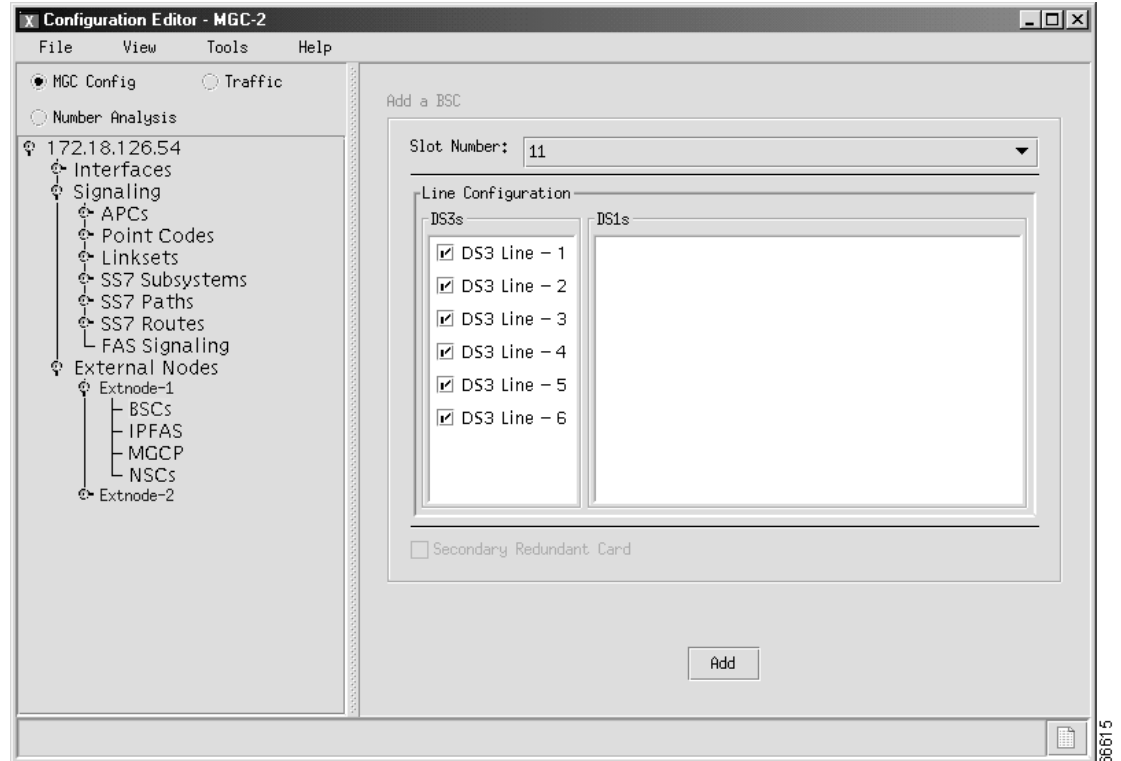 Configuration Editor - MGC-2
File View Tools Help
MGC Config Traffic
Number Analysis
172.18.126.54
Interfaces
Signaling
APCs
Point Codes
Linksets
SS7 Subsystems
SS7 Paths
SS7 Routes
FAS Signaling
External Nodes
Extnode-1
BSCs
IPFAS
MGCP
NSCs
Extnode-2
Add a BSC
Slot Number: 11
Line Configuration
DS3s
DS3 Line - 1
DS3 Line - 2
DS3 Line - 3
DS3 Line - 4
DS3 Line - 5
DS3 Line - 6
DS1s
Secondary Redundant Card
Add
66615